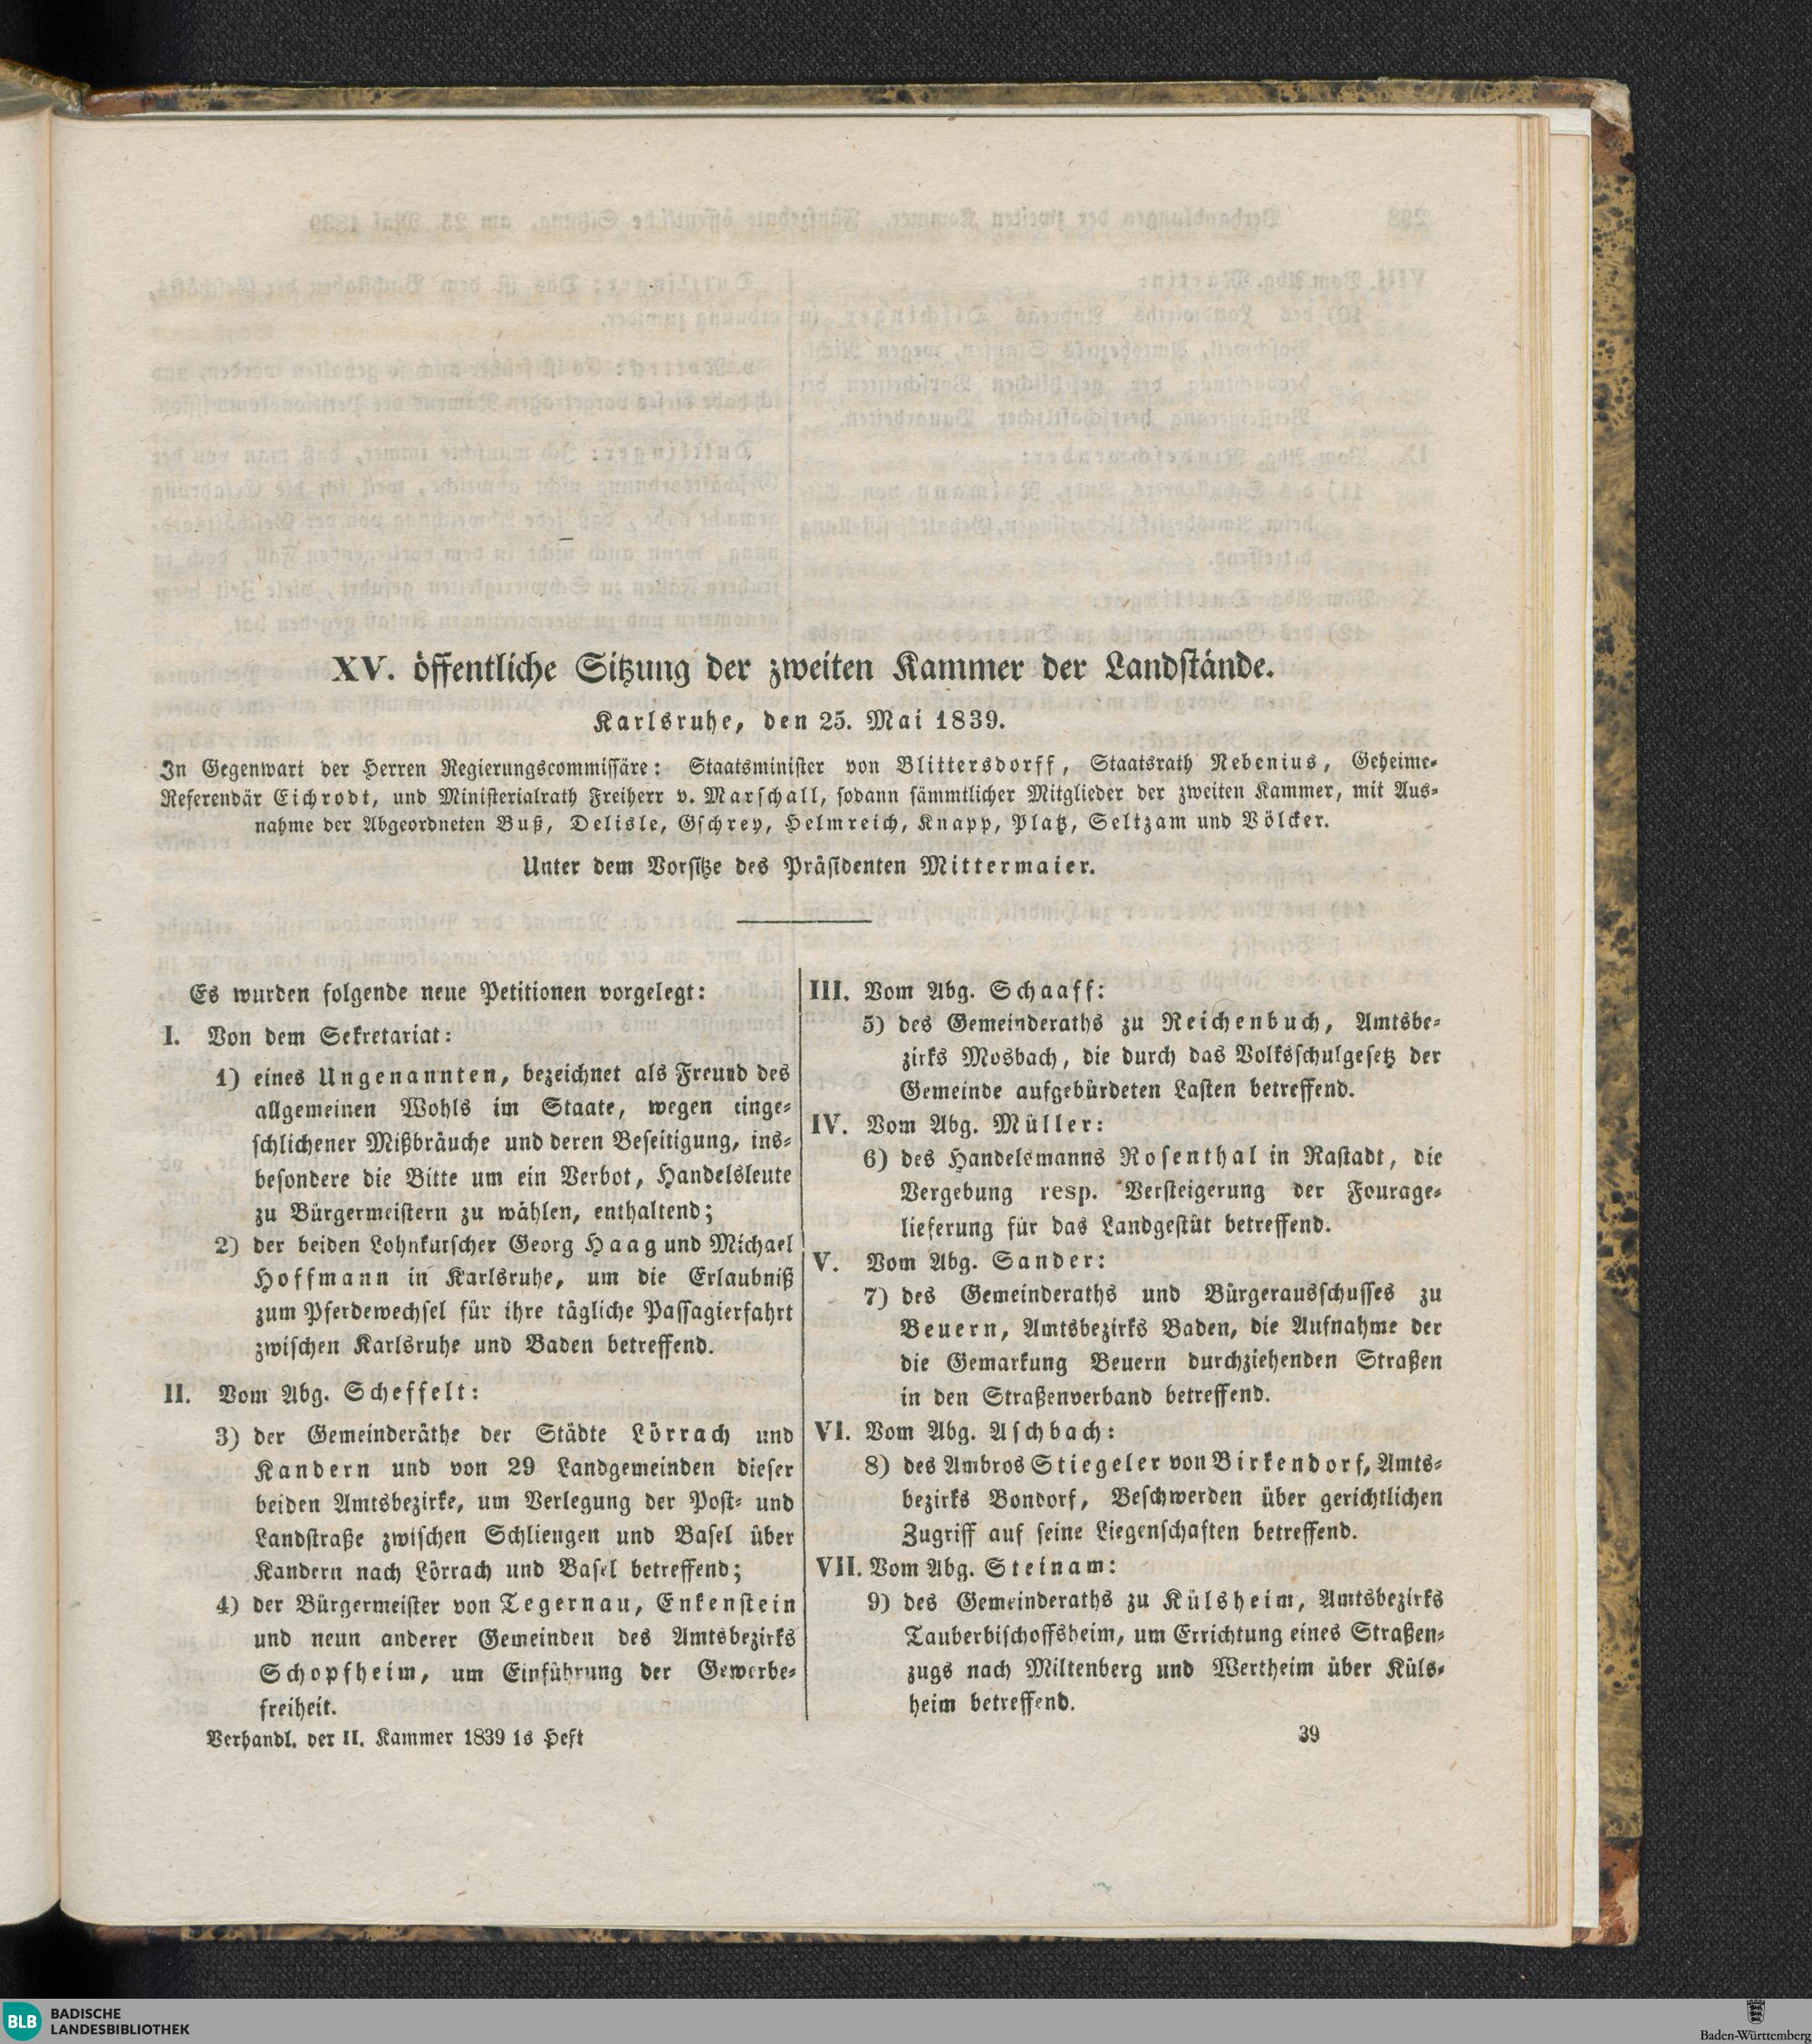 XV. öffentliche Sitzung der zweiten Kammer der Landstände.
Karlsruhe, den 25. Mai 1839.
In Gegenwart der Herren Regierungscommissäre: Staatsminister von Blittersdorff, Staatsrath Nebenius, Geheime-
Referendär Eichrodt, und Ministerialrath Freiherr v. Marschall, sodann sämmtlicher Mitglieder der zweiten Kammer, mit Aus-
nahme der Abgeordneten Buß, Delisle, Gschrey, Helmreich, Knapp, Platz, Seltzam und Völcker.
Unter dem Vorsitze des Präsidenten Mittermaier.
Es wurden folgende neue Petitionen vorgelegt:
I. Von dem Sekretariat:
1) eines Ungenannten, bezeichnet als Freund des
allgemeinen Wohls im Staate, wegen einge-
schlichener Mißbräuche und deren Beseitigung, ins-
besondere die Bitte um ein Verbot, Handelsleute
zu Bürgermeistern zu wählen, enthaltend;
2) der beiden Lohnkutscher Georg Haag und Michael
Hoffmann in Karlsruhe, um die Erlaubniß
zum Pferdewechsel für ihre tägliche Passagierfahrt
zwischen Karlsruhe und Baden betreffend.
II. Vom Abg. Scheffelt:
3) der Gemeinderäthe der Städte Lörrach und
Kandern und von 29 Landgemeinden dieser
beiden Amtsbezirke, um Verlegung der Post- und
Landstraße zwischen Schliengen und Basel über
Kandern nach Lörrach und Basel betreffend;
4) der Bürgermeister von Tegernau, Enkenstein
und neun anderer Gemeinden des Amtsbezirks
Schopfheim, um Einführung der Gewerbe-
freiheit.
Verhandl. der II. Kammer 1839 1s Heft
III. Vom Abg. Schaaff:
5) des Gemeinderaths zu Reichenbuch, Amtsbe-
zirks Mosbach, die durch das Volksschulgesetz der
Gemeinde aufgebürdeten Lasten betreffend.
IV. Vom Abg. Müller:
6) des Handelsmanns Rosenthal in Rastadt, die
Vergebung resp. Versteigerung der Fourage-
lieferung für das Landgestüt betreffend.
V. Vom Abg. Sander:
7) des Gemeinderaths und Bürgerausschusses zu
Beuern, Amtsbezirks Baden, die Aufnahme der
die Gemarkung Beuern durchziehenden Straßen
in den Straßenverband betreffend.
VI. Vom Abg. Aschbach:
8) des Ambros Stiegeler von Birkendorf, Amts-
bezirks Bondorf, Beschwerden über gerichtlichen
Zugriff auf seine Liegenschaften betreffend.
VII. Vom Abg. Steinam:
9) des Gemeinderaths zu Külsheim, Amtsbezirks
Tauberbischoffsheim, um Errichtung eines Straßen-
zugs nach Miltenberg und Wertheim über Küls-
heim betreffend.
39
BLB BADISCHE
LANDESBIBLIOTHEK
Baden-Württemberg